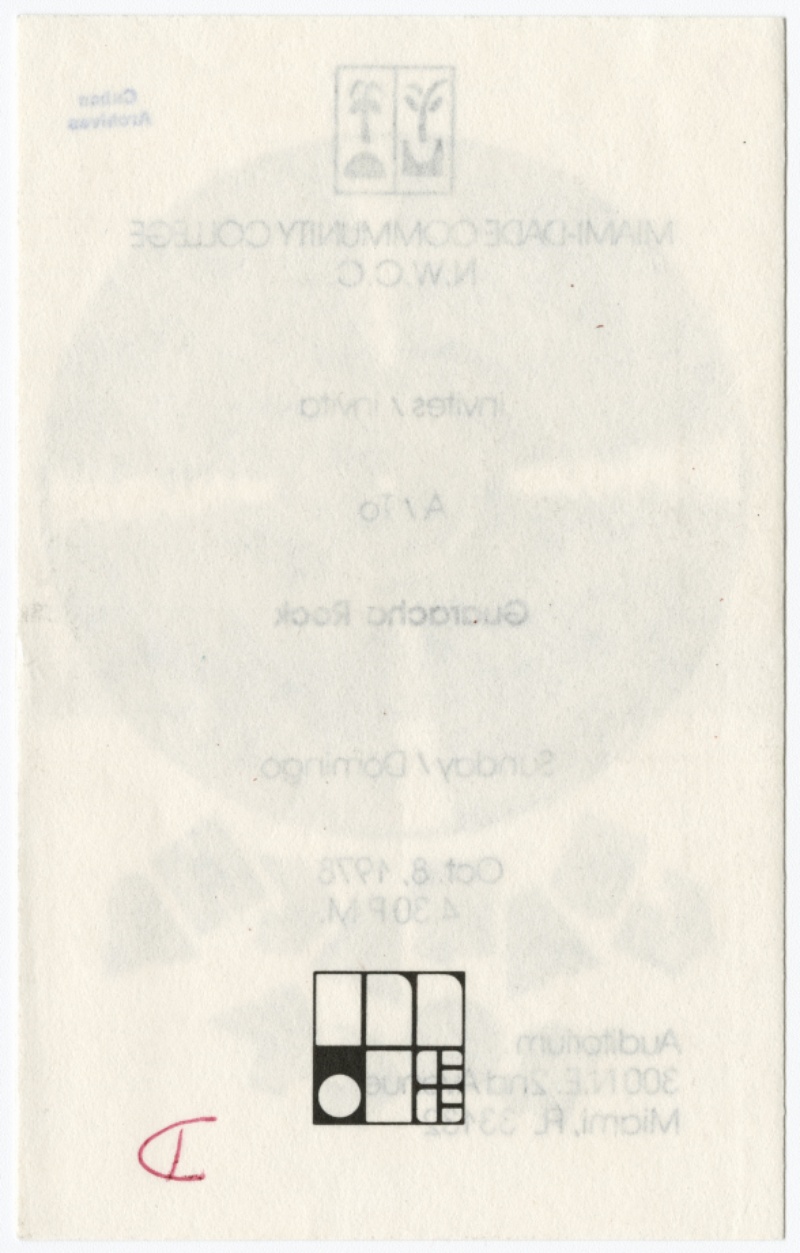 Cuban
Archives
MIAMI-DADE COMMUNITY COLLEGE
N.W.C.C.
Invites / Invita
A / To
Guaracha Rock
Sunday / Domingo
Oct. 8, 1978
4:30 P.M.
Auditorium
300 N.E. 2nd Avenue
Miami, FL 33132